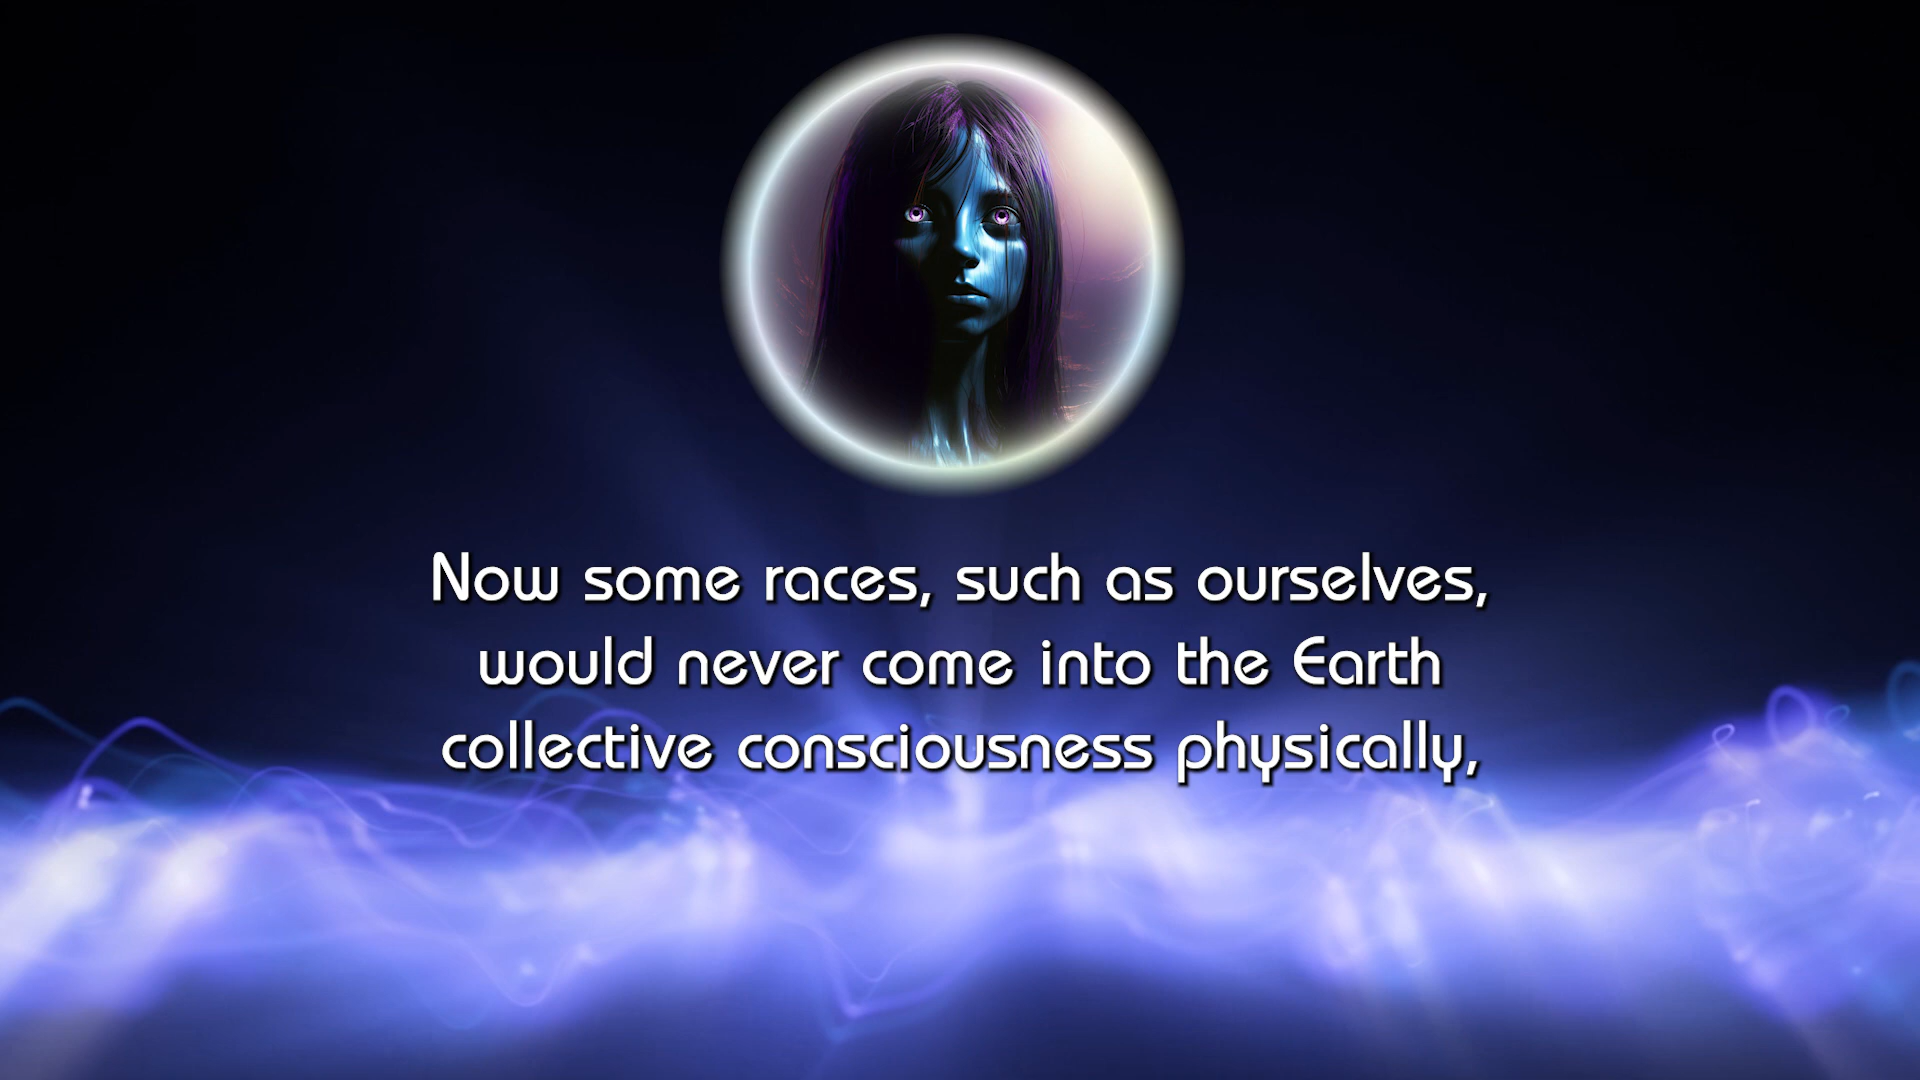 Now some races, such as ourselves,
would never come into the Earth
collective consciousness physically,